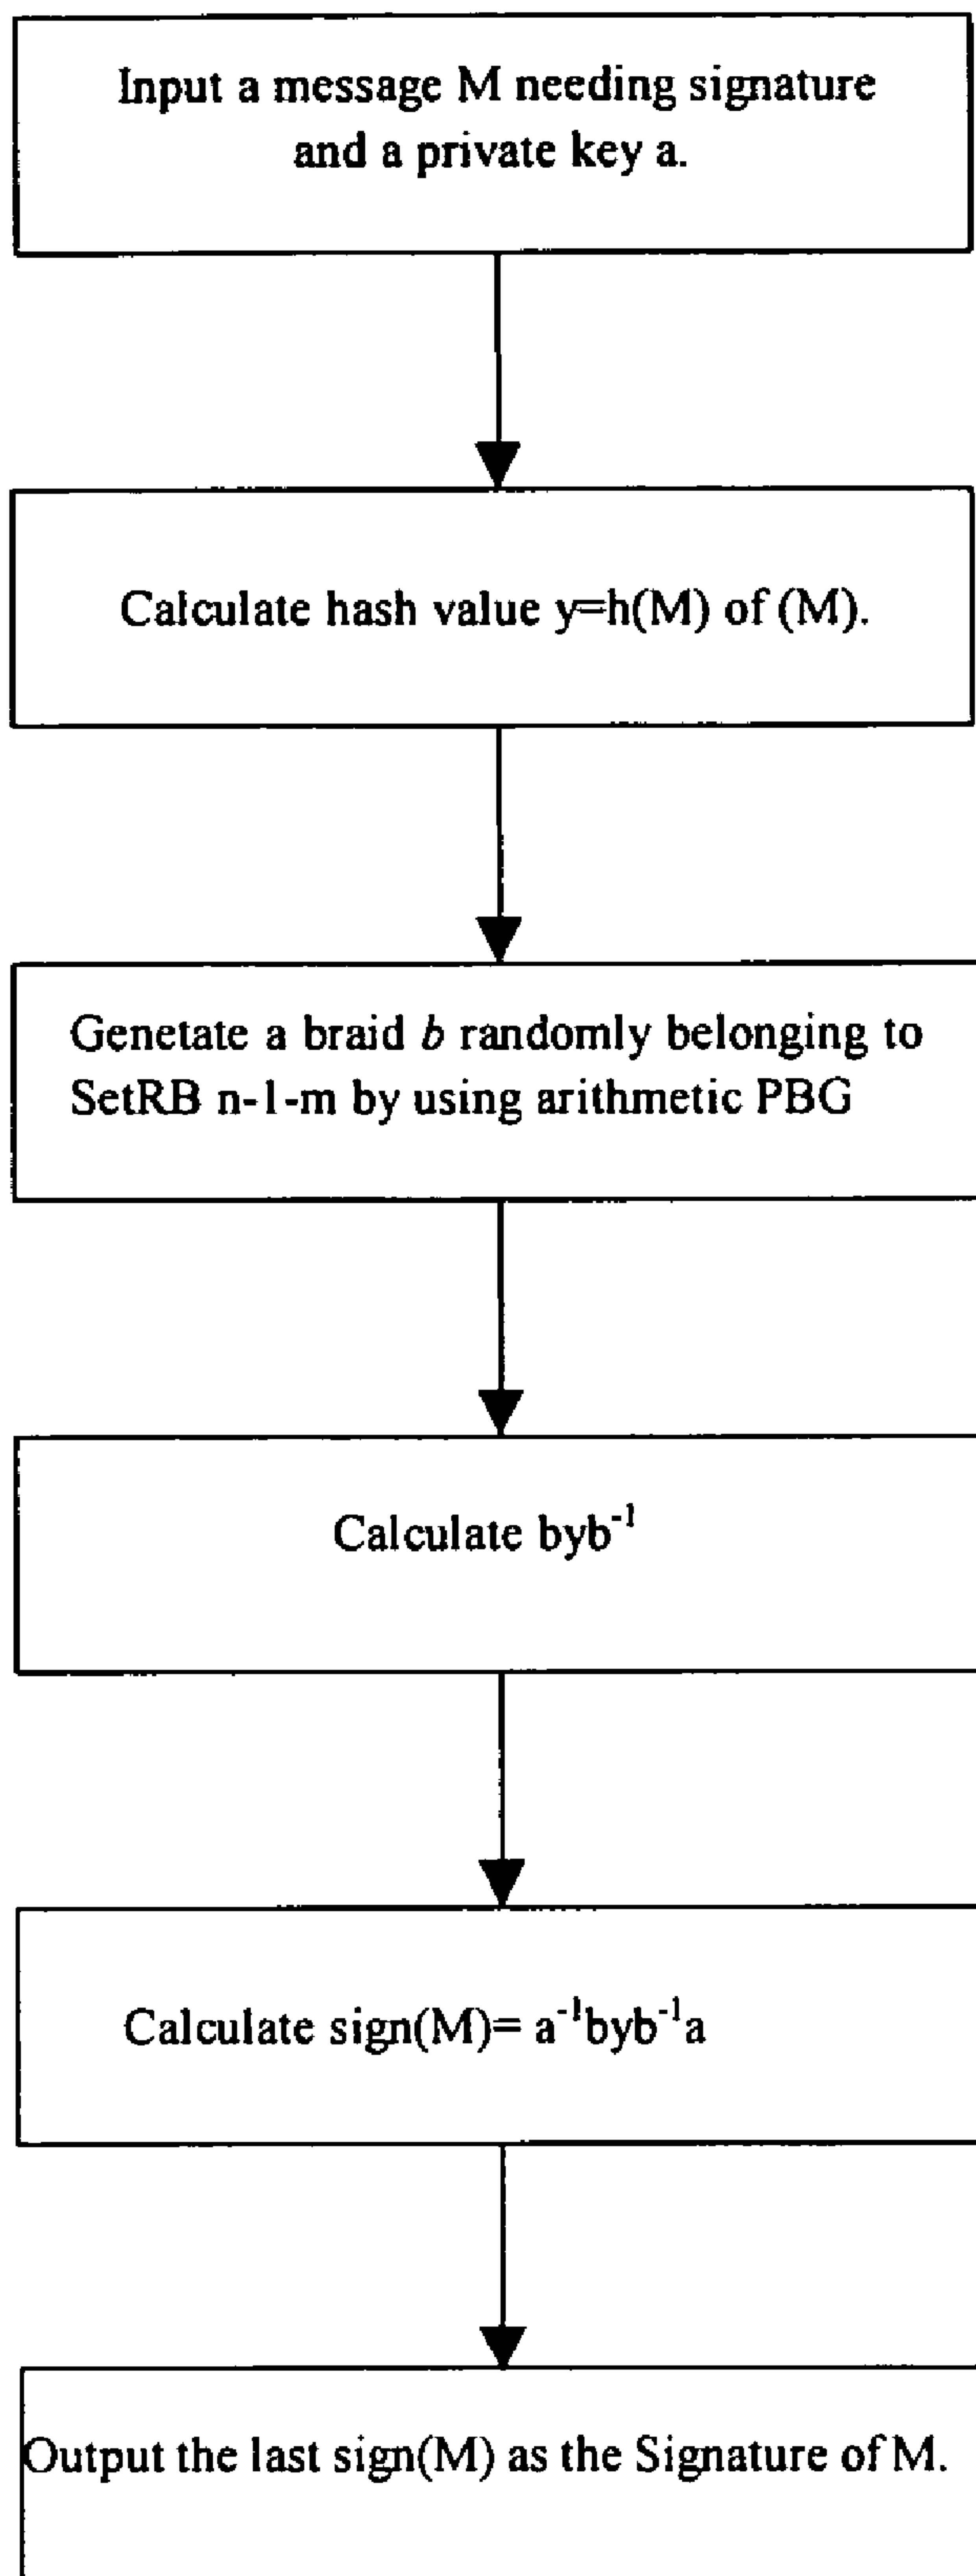 Input a message M needing signature
and a private key a.
Calculate hash value y=h(M) of (M).
Genetate a braid b randomly belonging to
SetRB n-1-m by using arithmetic PBG
Calculate byb⁻¹
Calculate sign(M)= a⁻¹byb⁻¹a
Output the last sign(M) as the Signature of M.